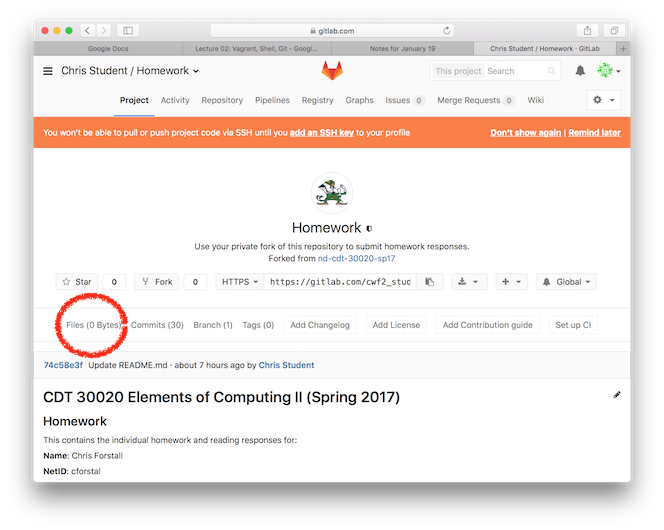 gitlab.com
Google Docs
Lecture 02: Vagrant, Shell, Git - Googl...
Notes for January 19
Chris Student / Homework · GitLab
Chris Student / Homework
This project Search
Project Activity Repository Pipelines Registry Graphs Issues 0 Merge Requests 0 Wiki
You won't be able to pull or push project code via SSH until you add an SSH key to your profile Don't show again | Remind later
Homework
Use your private fork of this repository to submit homework responses.
Forked from nd-cdt-30020-sp17
Star 0 Fork 0 HTTPS https://gitlab.com/cwf2_stud Global
Files (0 Bytes) Commits (30) Branch (1) Tags (0) Add Changelog Add License Add Contribution guide Set up CI
74c58e3f Update README.md · about 7 hours ago by Chris Student
CDT 30020 Elements of Computing II (Spring 2017)
Homework
This contains the individual homework and reading responses for:
Name: Chris Forstall
NetID: cforstal